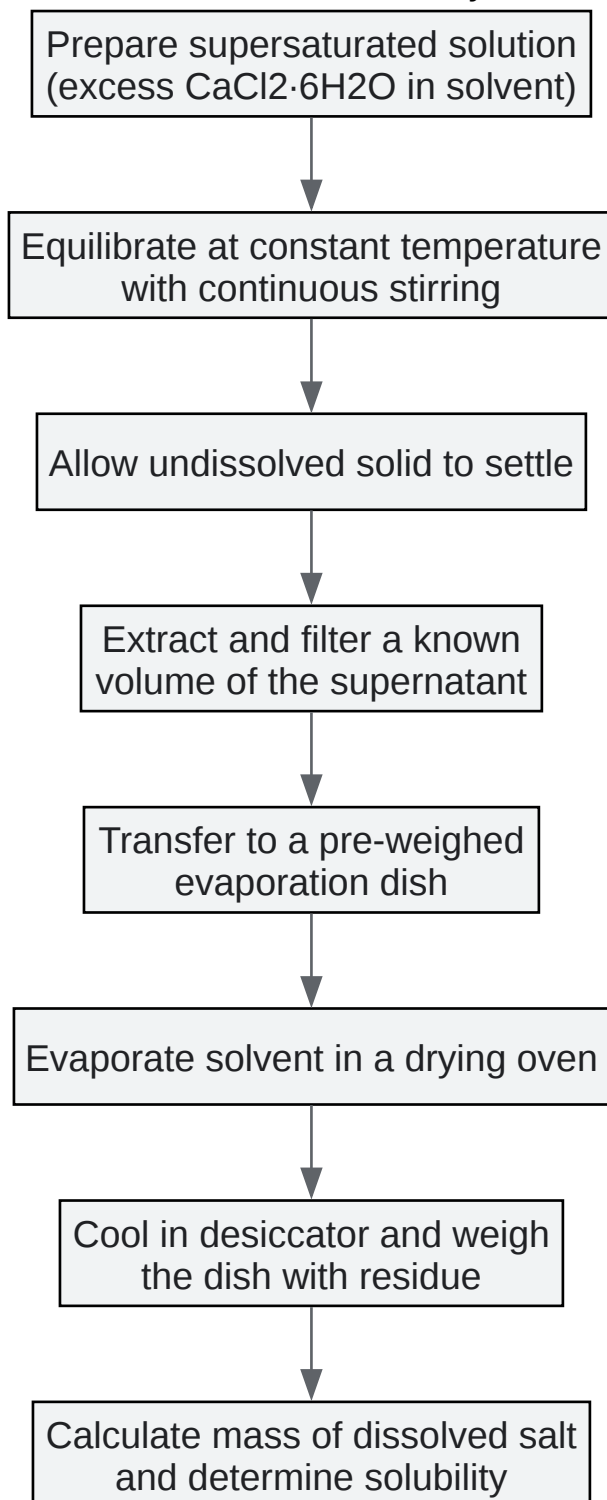 Prepare supersaturated solution
(excess CaCl2·6H2O in solvent)
Equilibrate at constant temperature
with continuous stirring
Allow undissolved solid to settle
Extract and filter a known
volume of the supernatant
Transfer to a pre-weighed
evaporation dish
Evaporate solvent in a drying oven
Cool in desiccator and weigh
the dish with residue
Calculate mass of dissolved salt
and determine solubility